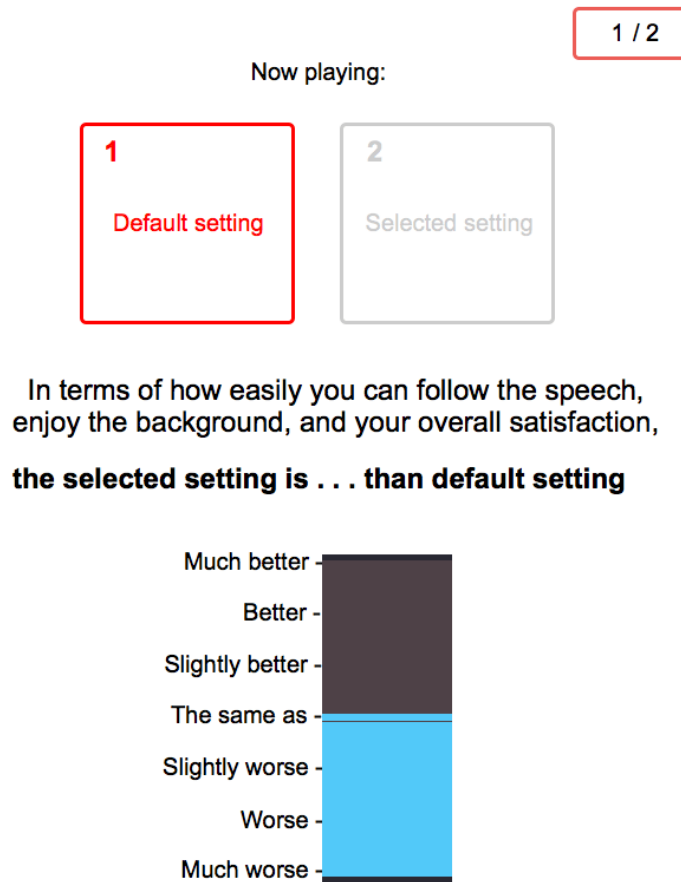 1 / 2
Now playing:
1
Default setting
2
Selected setting
In terms of how easily you can follow the speech,
enjoy the background, and your overall satisfaction,
the selected setting is . . . than default setting
Much better -
Better -
Slightly better -
The same as -
Slightly worse -
Worse -
Much worse -